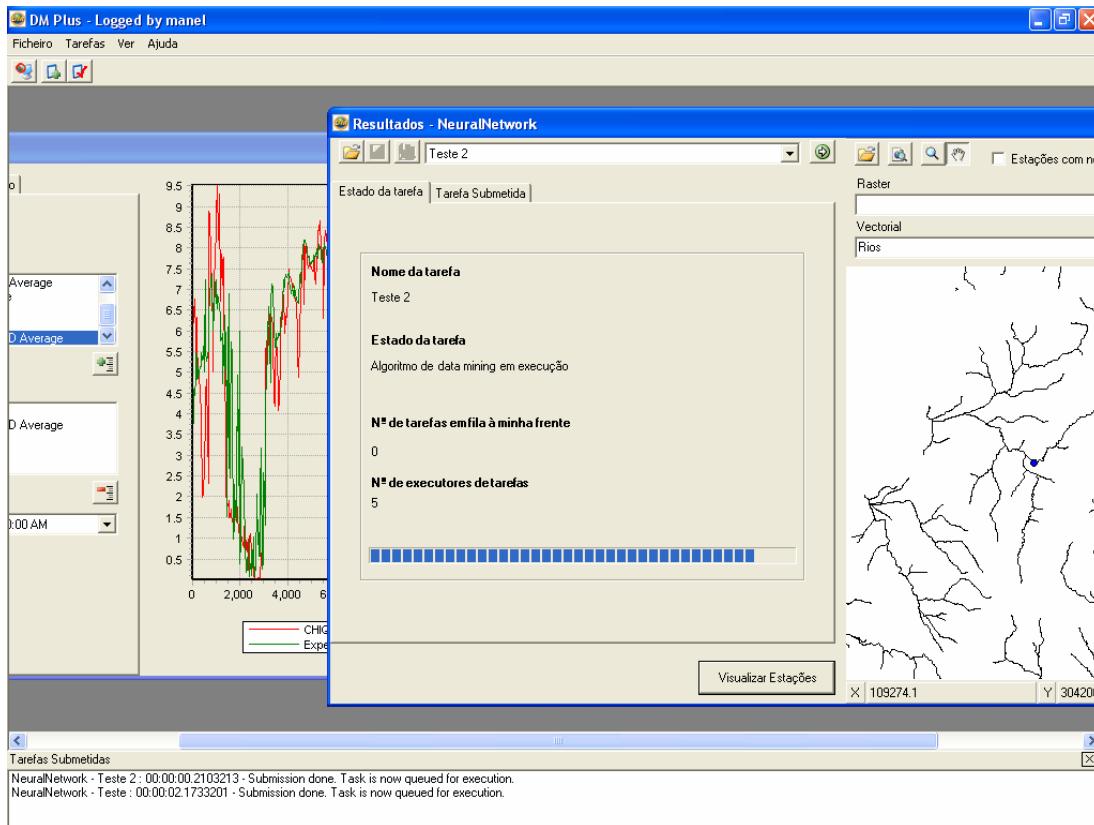 DM Plus - Logged by manel
Ficheiro Tarefas Ver Ajuda
Average
D Average
D Average
0:00 AM
9.5
9
8.5
8
7.5
7
6.5
6
5.5
5
4.5
4
3.5
3
2.5
2
1.5
1
0.5
0 2,000 4,000 6
CHIQ
Expe
Resultados - NeuralNetwork
Teste 2
Estado da tarefa Tarefa Submetida
Nome da tarefa
Teste 2
Estado da tarefa
Algoritmo de data mining em execução
Nº de tarefas em fila à minha frente
0
Nº de executores de tarefas
5
Visualizar Estações
Estações com no
Raster
Vectorial
Rios
X 109274.1 Y 304200
Tarefas Submetidas
NeuralNetwork - Teste 2 : 00:00:00.2103213 - Submission done. Task is now queued for execution.
NeuralNetwork - Teste : 00:00:02.1733201 - Submission done. Task is now queued for execution.